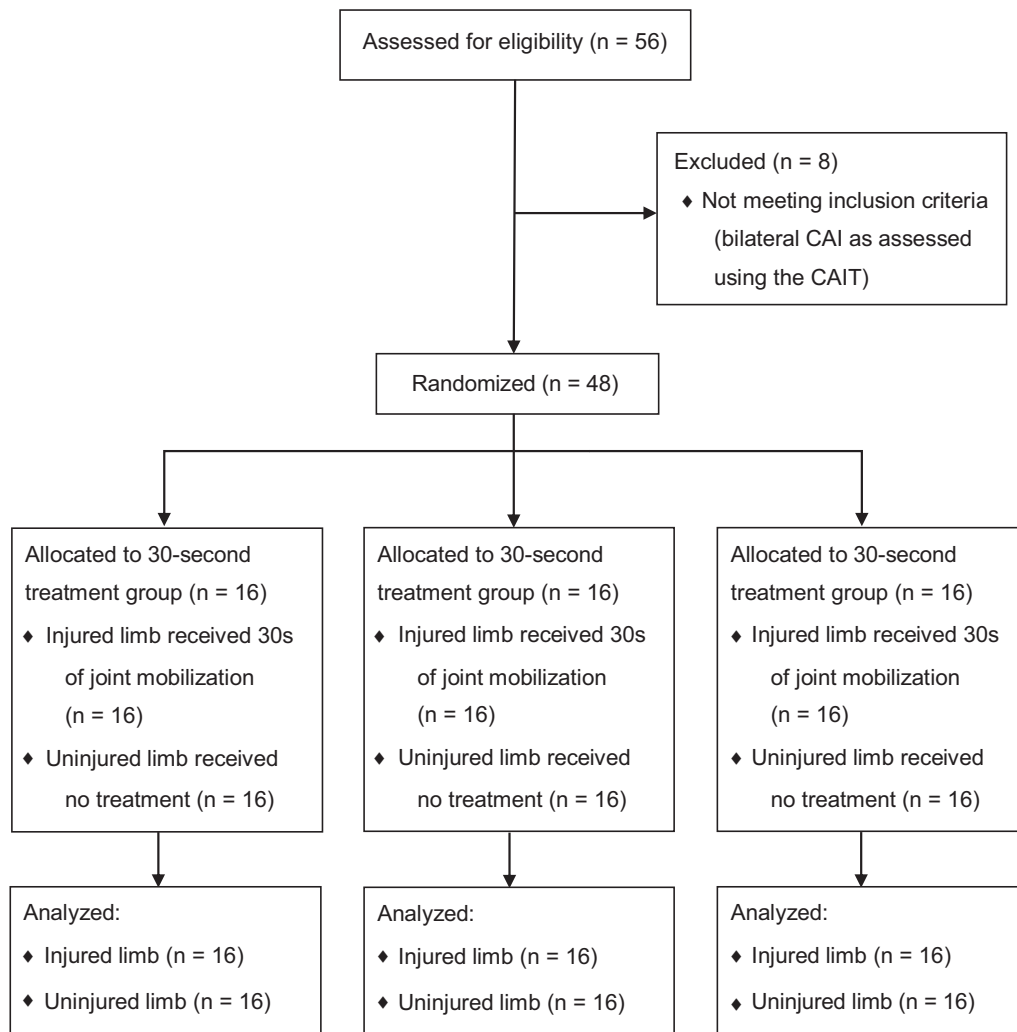 Assessed for eligibility (n = 56)
Excluded (n = 8)
♦ Not meeting inclusion criteria
(bilateral CAI as assessed
using the CAIT)
Randomized (n = 48)
Allocated to 30-second
treatment group (n = 16)
♦ Injured limb received 30s
of joint mobilization
(n = 16)
♦ Uninjured limb received
no treatment (n = 16)
Allocated to 30-second
treatment group (n = 16)
♦ Injured limb received 30s
of joint mobilization
(n = 16)
♦ Uninjured limb received
no treatment (n = 16)
Allocated to 30-second
treatment group (n = 16)
♦ Injured limb received 30s
of joint mobilization
(n = 16)
♦ Uninjured limb received
no treatment (n = 16)
Analyzed:
♦ Injured limb (n = 16)
♦ Uninjured limb (n = 16)
Analyzed:
♦ Injured limb (n = 16)
♦ Uninjured limb (n = 16)
Analyzed:
♦ Injured limb (n = 16)
♦ Uninjured limb (n = 16)